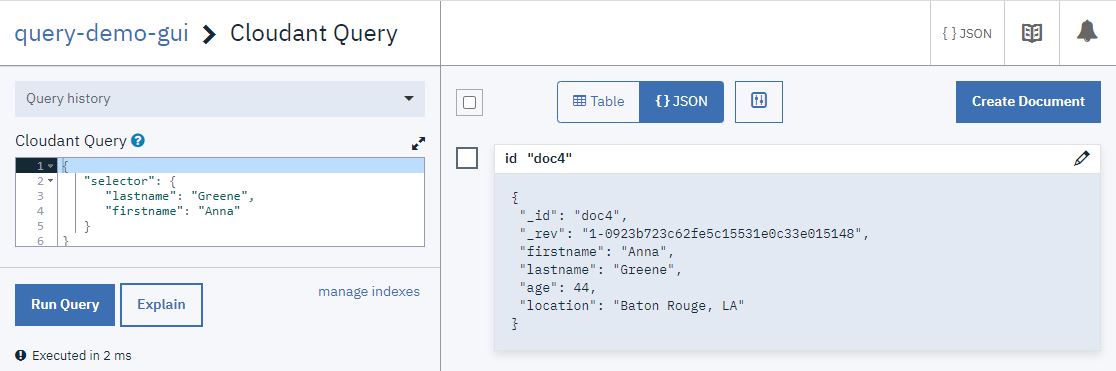 query-demo-gui > Cloudant Query
{ } JSON
Query history
Cloudant Query ?
1 {
2 "selector": {
3 "lastname": "Greene",
4 "firstname": "Anna"
5 }
6 }
Run Query
Explain
manage indexes
Executed in 2 ms
Table
{ } JSON
Create Document
id "doc4"
{
"_id": "doc4",
"_rev": "1-0923b723c62fe5c15531e0c33e015148",
"firstname": "Anna",
"lastname": "Greene",
"age": 44,
"location": "Baton Rouge, LA"
}